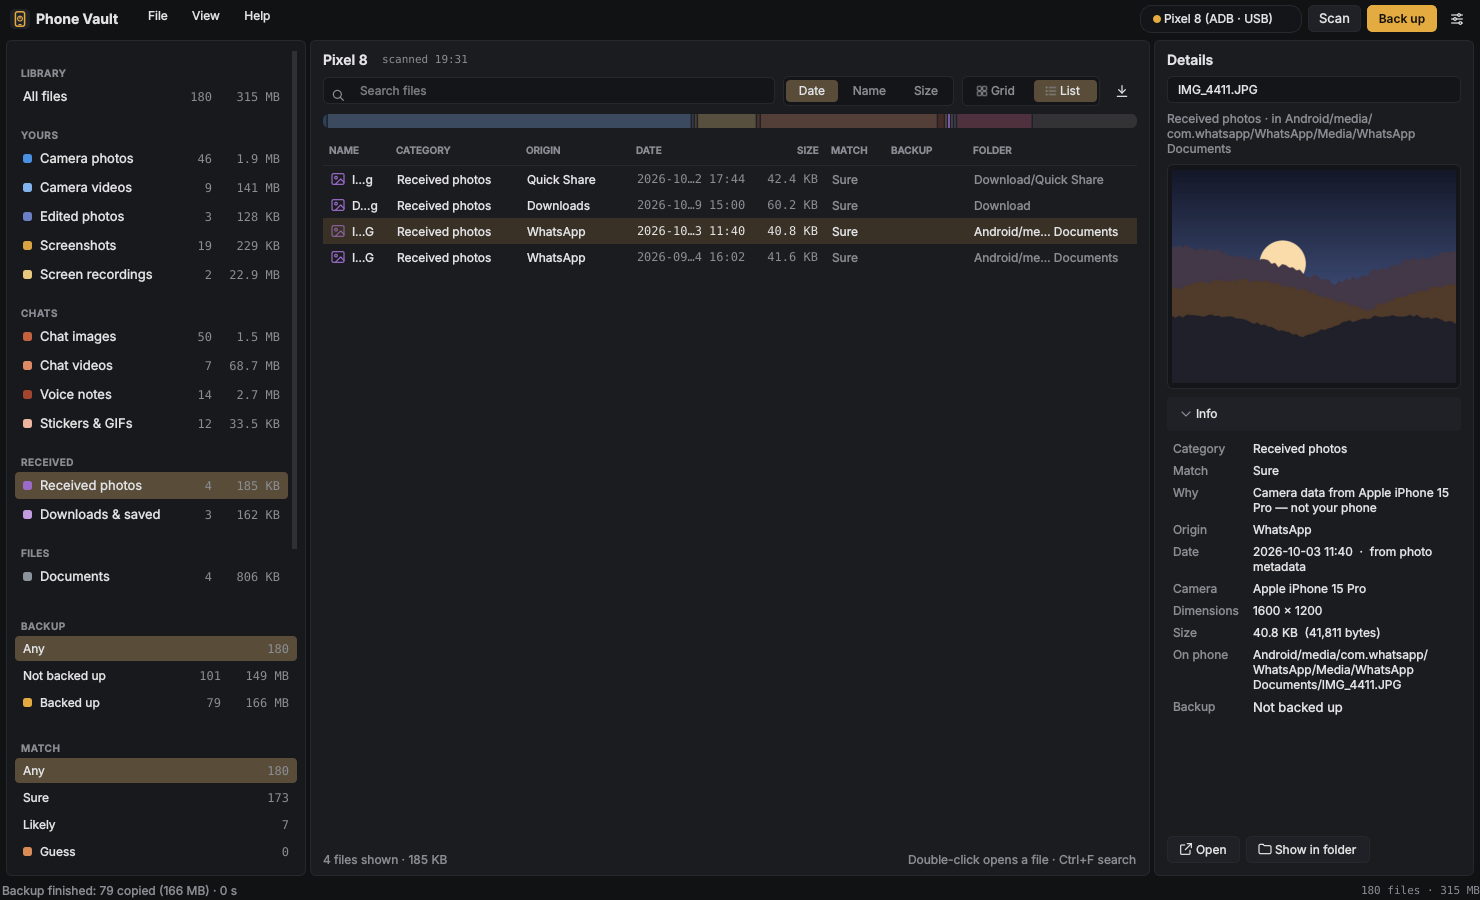 Phone Vault
File
View
Help
Pixel 8 (ADB · USB)
Scan
Back up
LIBRARY
All files 180 315 MB
YOURS
Camera photos 46 1.9 MB
Camera videos 9 141 MB
Edited photos 3 128 KB
Screenshots 19 229 KB
Screen recordings 2 22.9 MB
CHATS
Chat images 50 1.5 MB
Chat videos 7 68.7 MB
Voice notes 14 2.7 MB
Stickers & GIFs 12 33.5 KB
RECEIVED
Received photos 4 185 KB
Downloads & saved 3 162 KB
FILES
Documents 4 806 KB
BACKUP
Any 180
Not backed up 101 149 MB
Backed up 79 166 MB
MATCH
Any 180
Sure 173
Likely 7
Guess 0
Pixel 8 scanned 19:31
Search files
Date
Name
Size
Grid
List
NAME CATEGORY ORIGIN DATE SIZE MATCH BACKUP FOLDER
I...g Received photos Quick Share 2026-10…2 17:44 42.4 KB Sure Download/Quick Share
D...g Received photos Downloads 2026-10…9 15:00 60.2 KB Sure Download
I...G Received photos WhatsApp 2026-10…3 11:40 40.8 KB Sure Android/me... Documents
I...G Received photos WhatsApp 2026-09…4 16:02 41.6 KB Sure Android/me... Documents
4 files shown · 185 KB
Double-click opens a file · Ctrl+F search
Details
IMG_4411.JPG
Received photos · in Android/media/
com.whatsapp/WhatsApp/Media/WhatsApp
Documents
Info
Category Received photos
Match Sure
Why Camera data from Apple iPhone 15
Pro — not your phone
Origin WhatsApp
Date 2026-10-03 11:40 · from photo
metadata
Camera Apple iPhone 15 Pro
Dimensions 1600 × 1200
Size 40.8 KB (41,811 bytes)
On phone Android/media/com.whatsapp/
WhatsApp/Media/WhatsApp
Documents/IMG_4411.JPG
Backup Not backed up
Open
Show in folder
Backup finished: 79 copied (166 MB) · 0 s
180 files · 315 MB